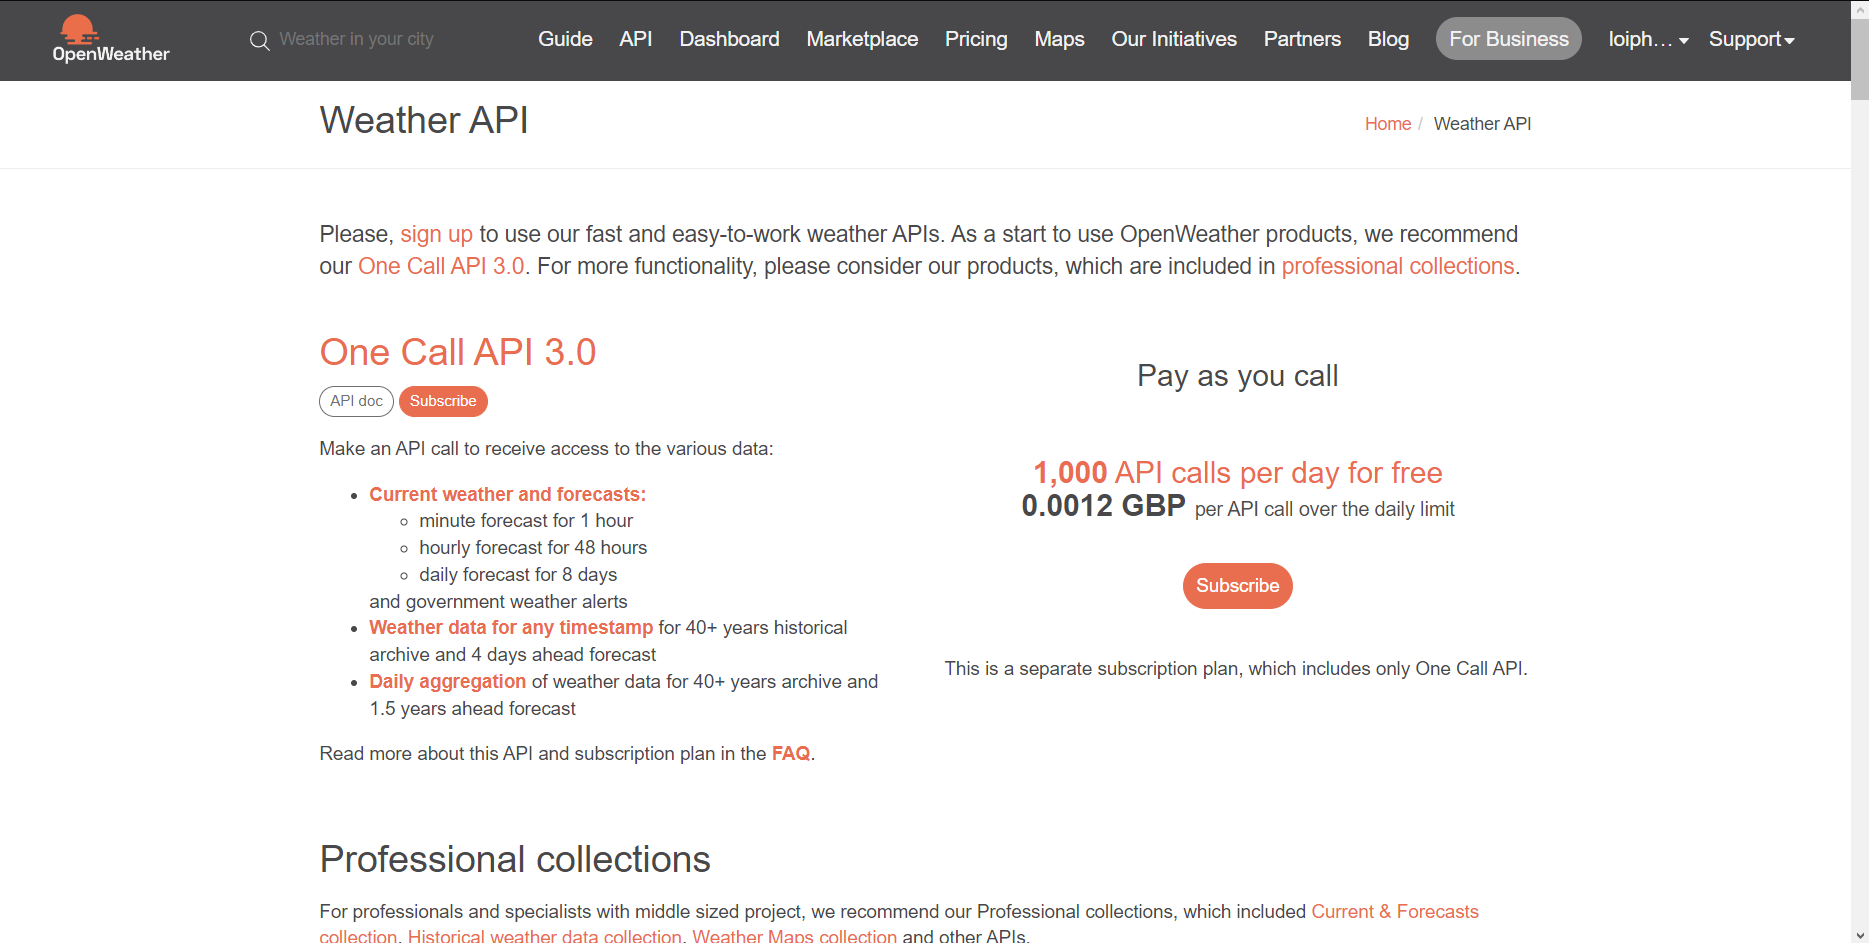 OpenWeather
Weather in your city
Guide
API
Dashboard
Marketplace
Pricing
Maps
Our Initiatives
Partners
Blog
For Business
loiph...
Support
Weather API
Home / Weather API
Please, sign up to use our fast and easy-to-work weather APIs. As a start to use OpenWeather products, we recommend
our One Call API 3.0. For more functionality, please consider our products, which are included in professional collections.
One Call API 3.0
API doc
Subscribe
Make an API call to receive access to the various data:
Current weather and forecasts:
minute forecast for 1 hour
hourly forecast for 48 hours
daily forecast for 8 days
and government weather alerts
Weather data for any timestamp for 40+ years historical
archive and 4 days ahead forecast
Daily aggregation of weather data for 40+ years archive and
1.5 years ahead forecast
Read more about this API and subscription plan in the FAQ.
Pay as you call
1,000 API calls per day for free
0.0012 GBP per API call over the daily limit
Subscribe
This is a separate subscription plan, which includes only One Call API.
Professional collections
For professionals and specialists with middle sized project, we recommend our Professional collections, which included Current & Forecasts
collection, Historical weather data collection, Weather Maps collection and other APIs.